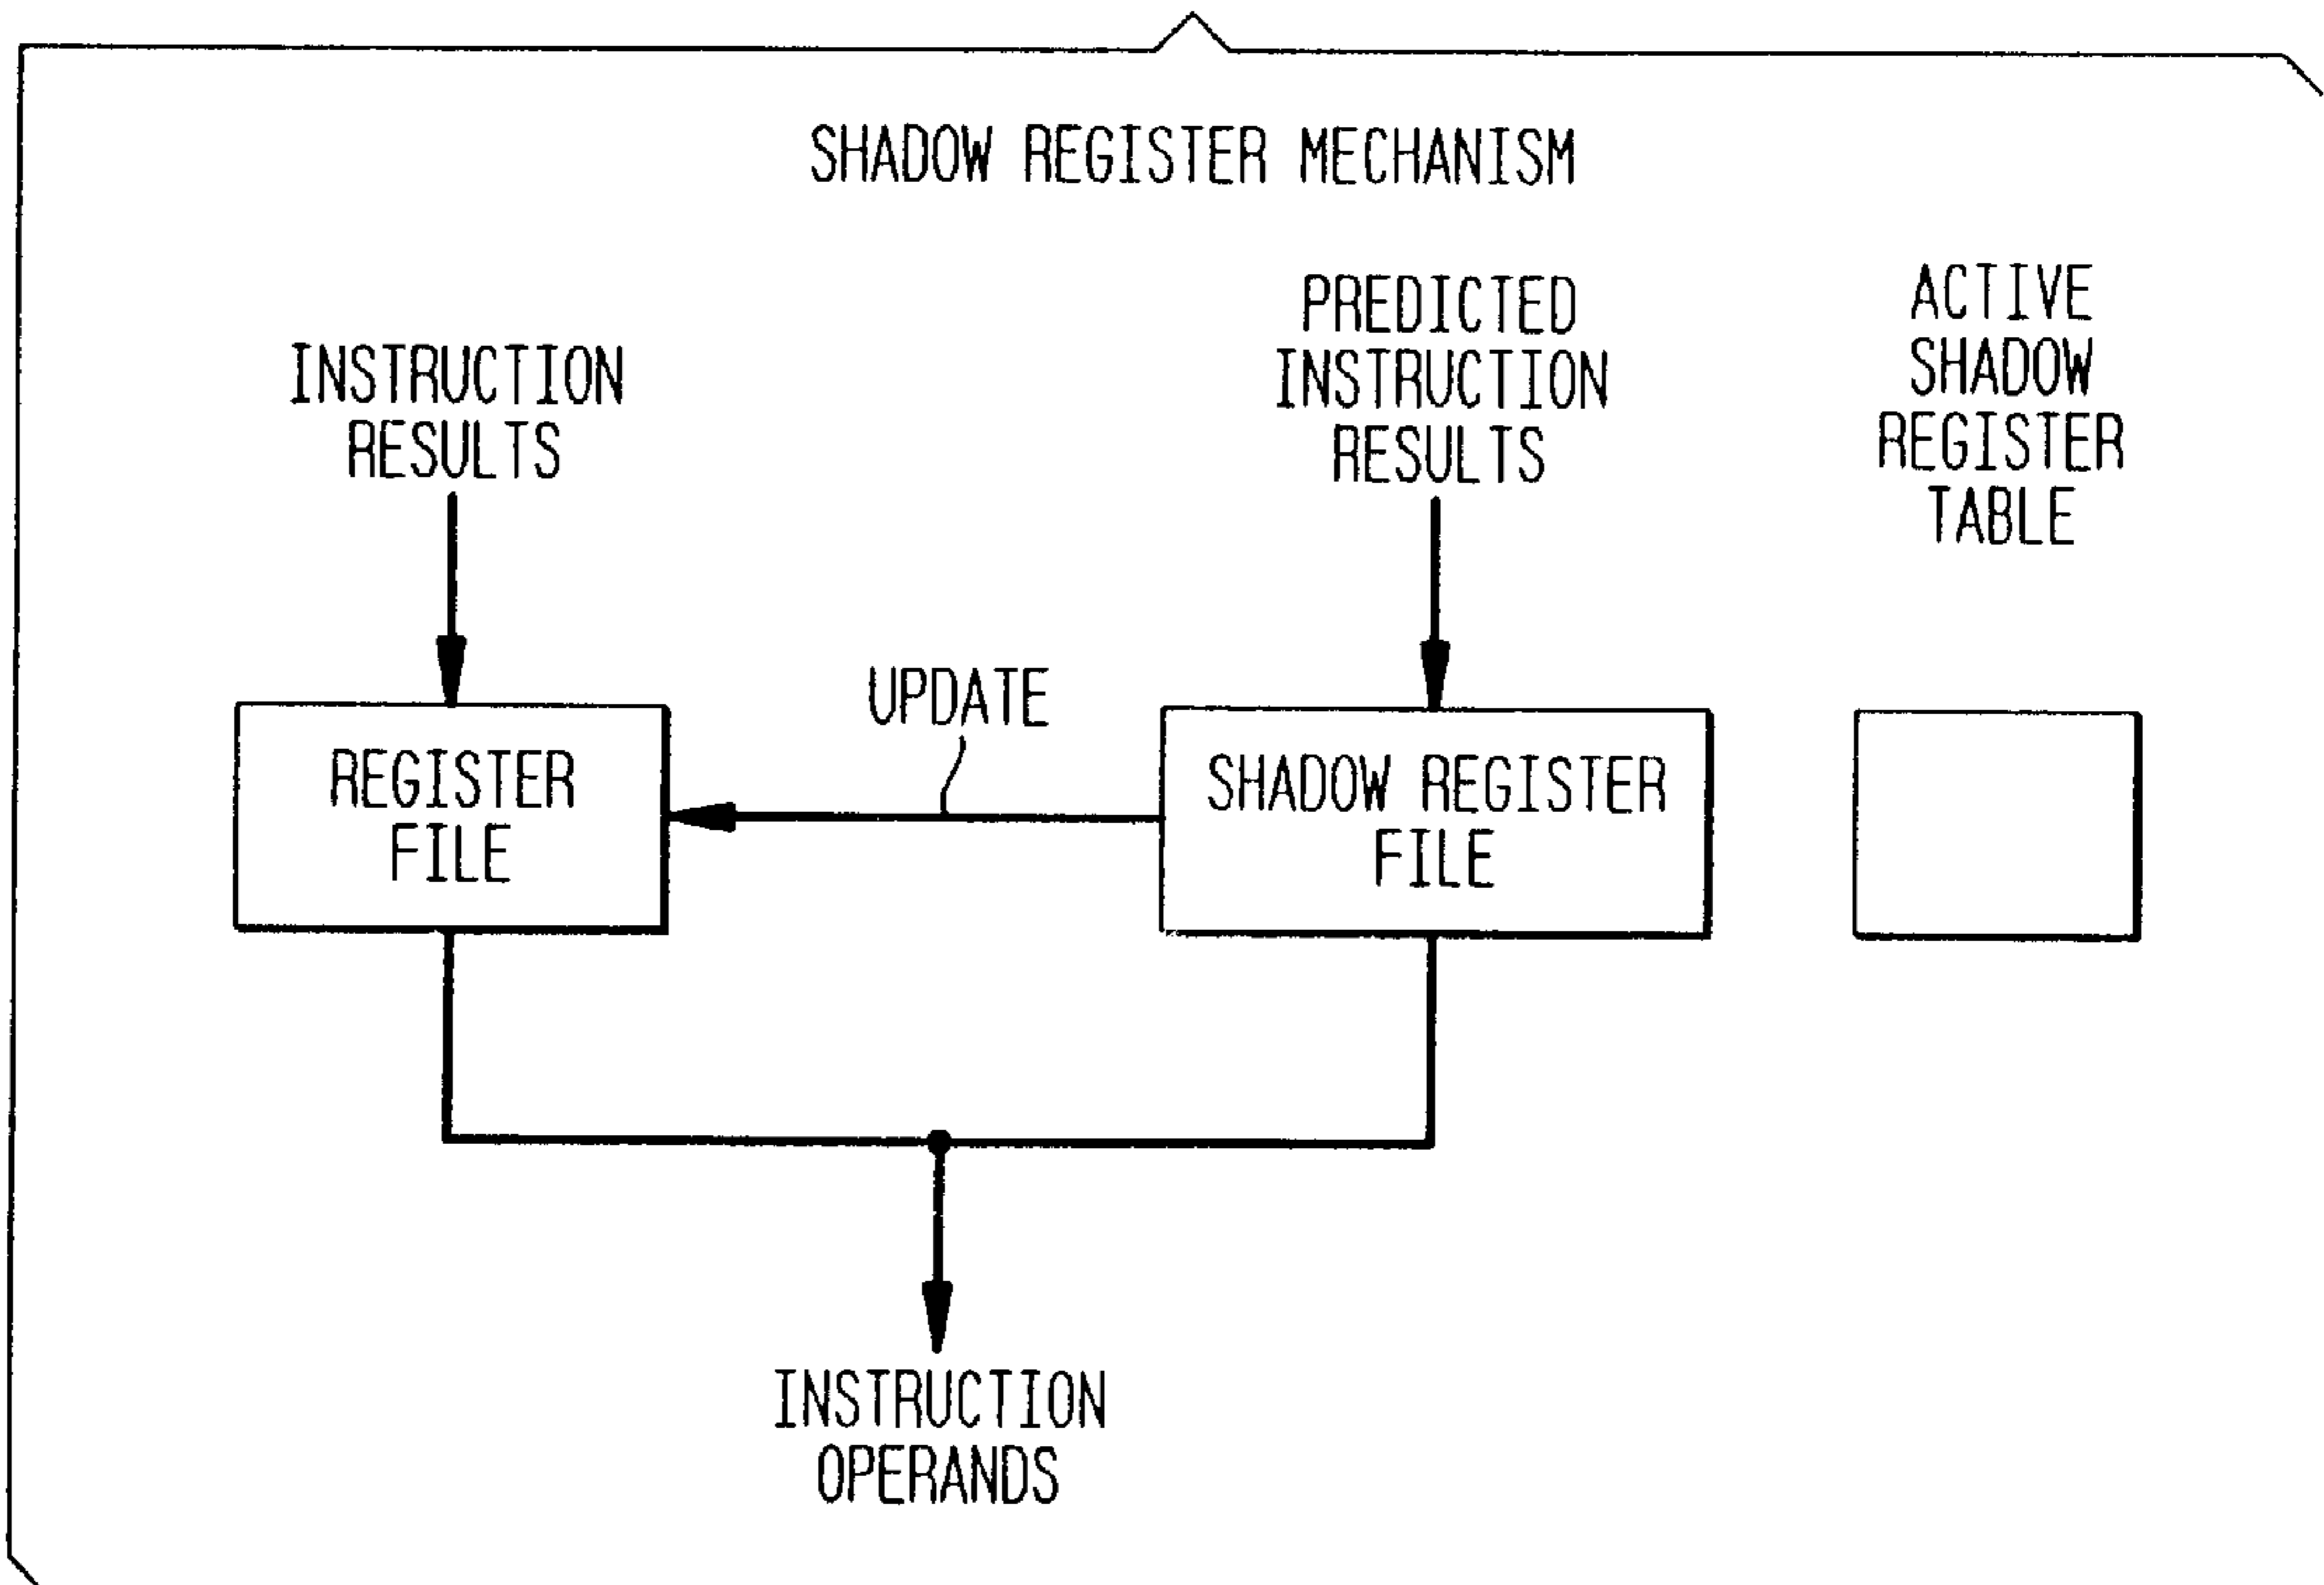 SHADOW REGISTER MECHANISM
INSTRUCTION
RESULTS
PREDICTED
INSTRUCTION
RESULTS
ACTIVE
SHADOW
REGISTER
TABLE
UPDATE
REGISTER
FILE
SHADOW REGISTER
FILE
INSTRUCTION
OPERANDS